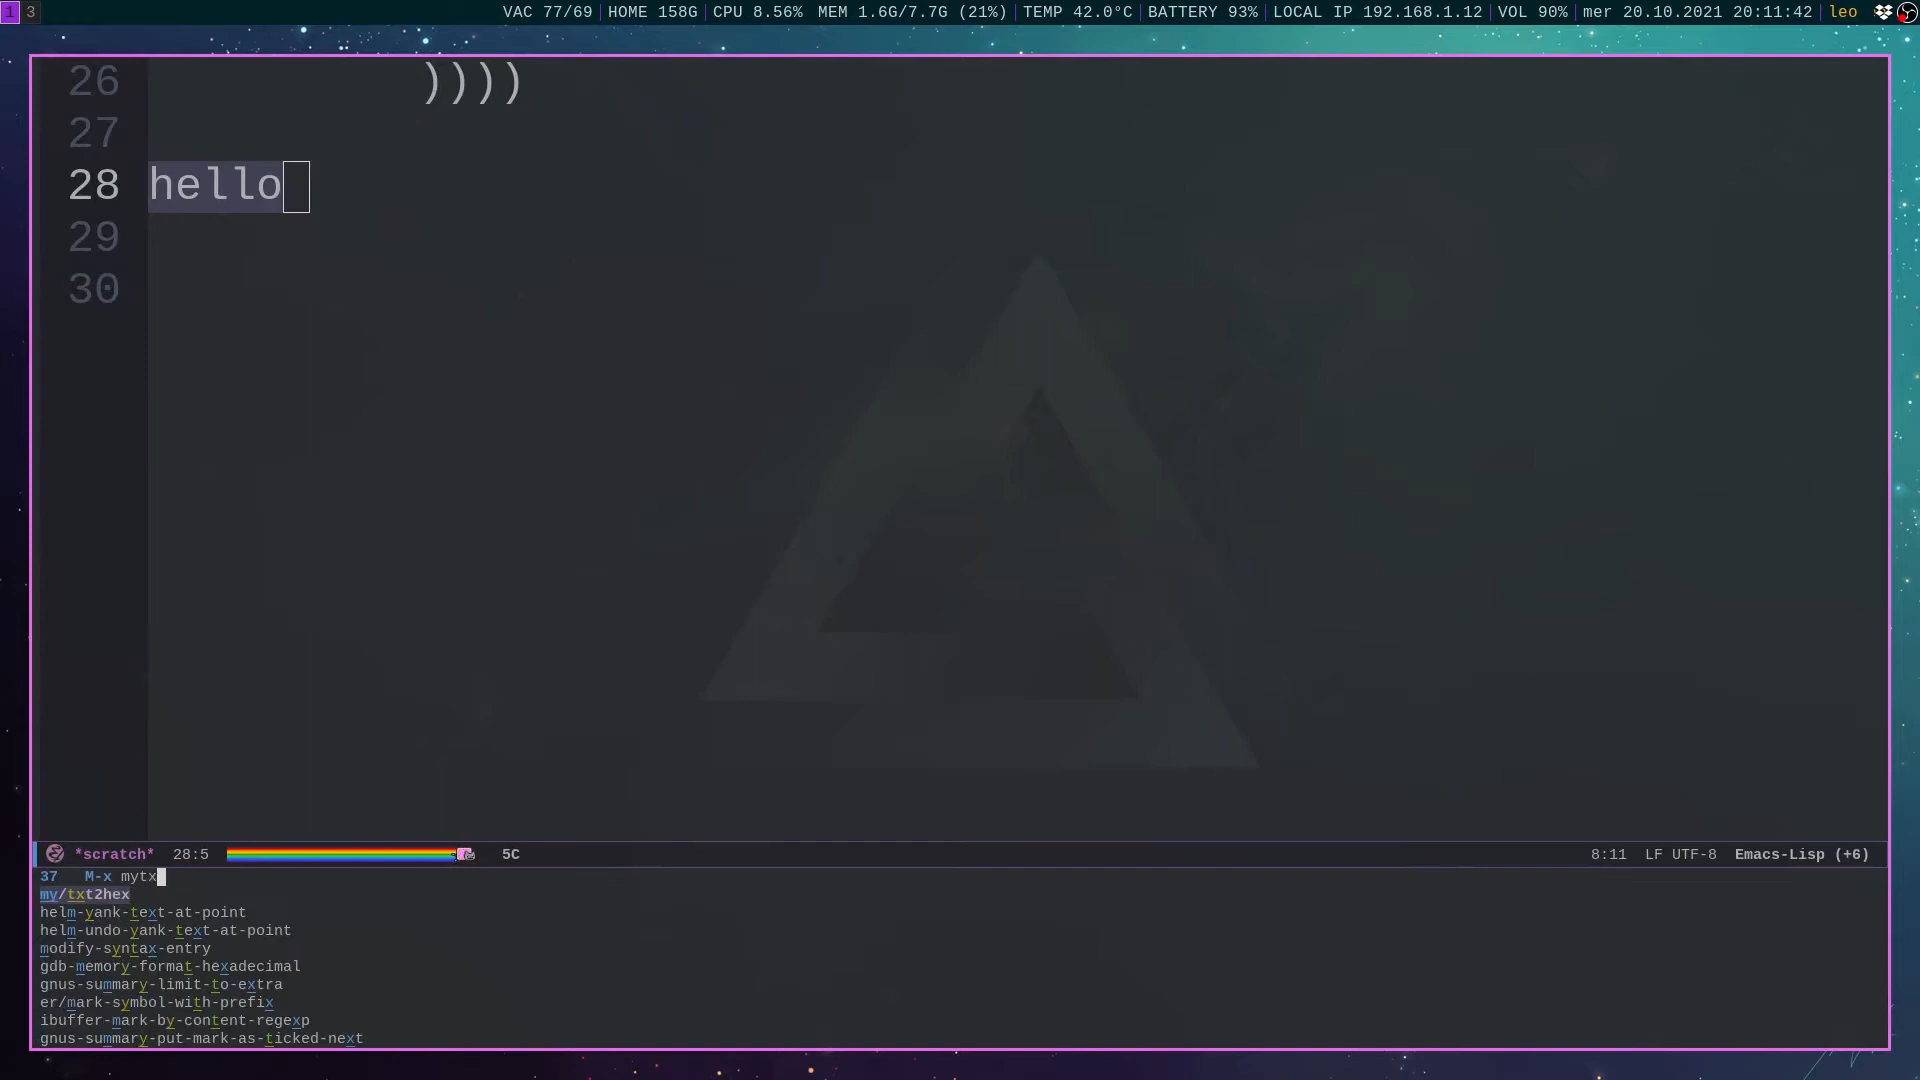 1 3 VAC 77/69 HOME 158G CPU 8.56% MEM 1.6G/7.7G (21%) TEMP 42.0°C BATTERY 93% LOCAL IP 192.168.1.12 VOL 90% mer 20.10.2021 20:11:42 leo
26 ))))
27
28 hello
29
30
*scratch* 28:5 5C 8:11 LF UTF-8 Emacs-Lisp (+6)
37 M-x mytx
my/txt2hex
helm-yank-text-at-point
helm-undo-yank-text-at-point
modify-syntax-entry
gdb-memory-format-hexadecimal
gnus-summary-limit-to-extra
er/mark-symbol-with-prefix
ibuffer-mark-by-content-regexp
gnus-summary-put-mark-as-ticked-next